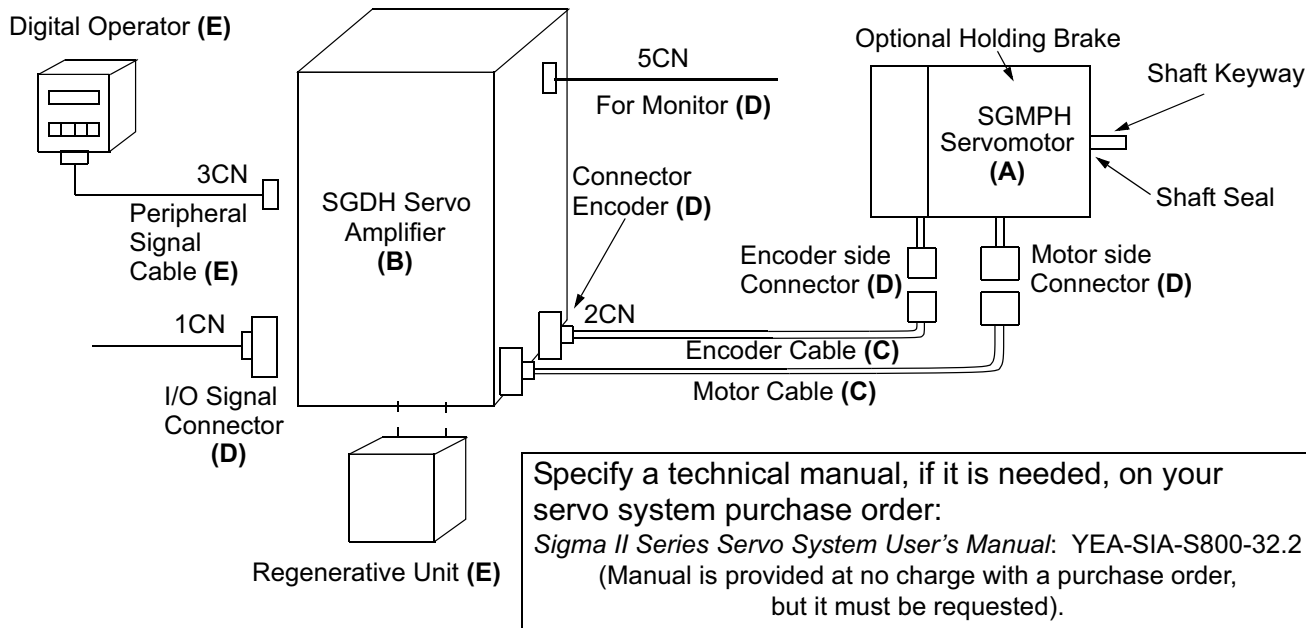 Digital Operator (E)
3CN
Peripheral
Signal
Cable (E)
1CN
I/O Signal
Connector
(D)
SGDH Servo
Amplifier
(B)
Regenerative Unit (E)
5CN
For Monitor (D)
Connector
Encoder (D)
2CN
Encoder Cable (C)
Motor Cable (C)
Optional Holding Brake
SGMPH
Servomotor
(A)
Shaft Keyway
Shaft Seal
Encoder side
Connector (D)
Motor side
Connector (D)
Specify a technical manual, if it is needed, on your
servo system purchase order:
Sigma II Series Servo System User's Manual: YEA-SIA-S800-32.2
(Manual is provided at no charge with a purchase order,
but it must be requested).